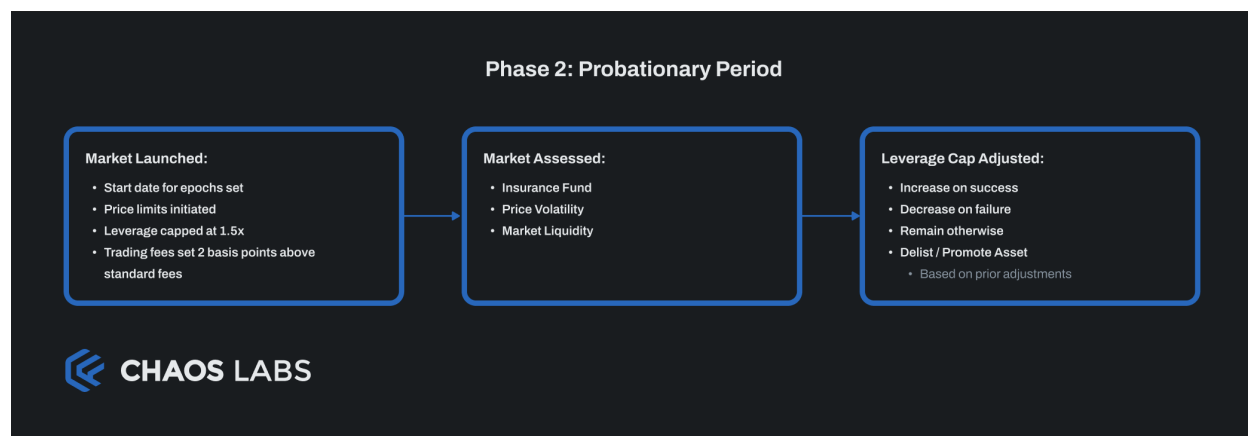 Phase 2: Probationary Period
Market Launched:
• Start date for epochs set
• Price limits initiated
• Leverage capped at 1.5x
• Trading fees set 2 basis points above
standard fees
Market Assessed:
• Insurance Fund
• Price Volatility
• Market Liquidity
Leverage Cap Adjusted:
• Increase on success
• Decrease on failure
• Remain otherwise
• Delist / Promote Asset
• Based on prior adjustments
CHAOS LABS